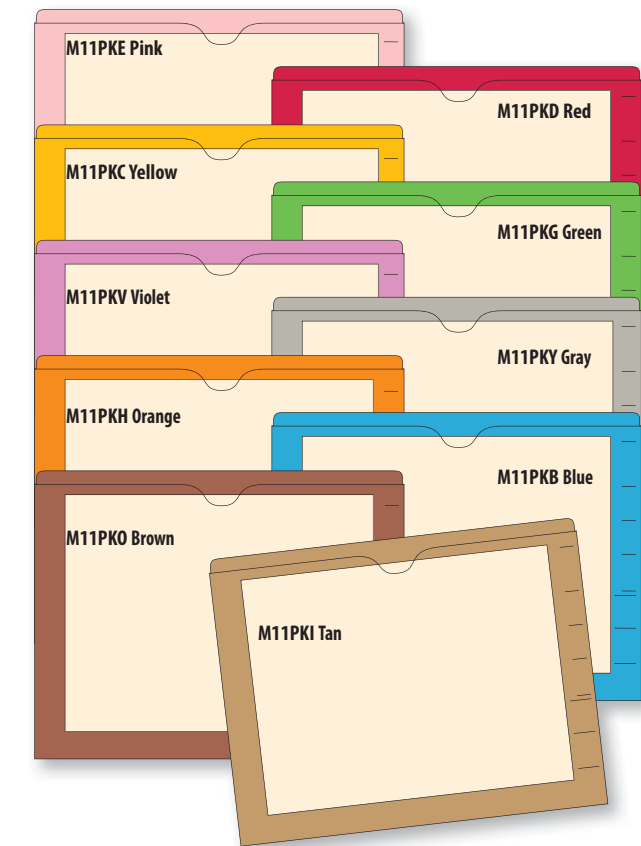 M11PKE Pink
M11PKD Red
M11PKC Yellow
M11PKG Green
M11PKV Violet
M11PKY Gray
M11PKH Orange
M11PKB Blue
M11PKO Brown
M11PKI Tan